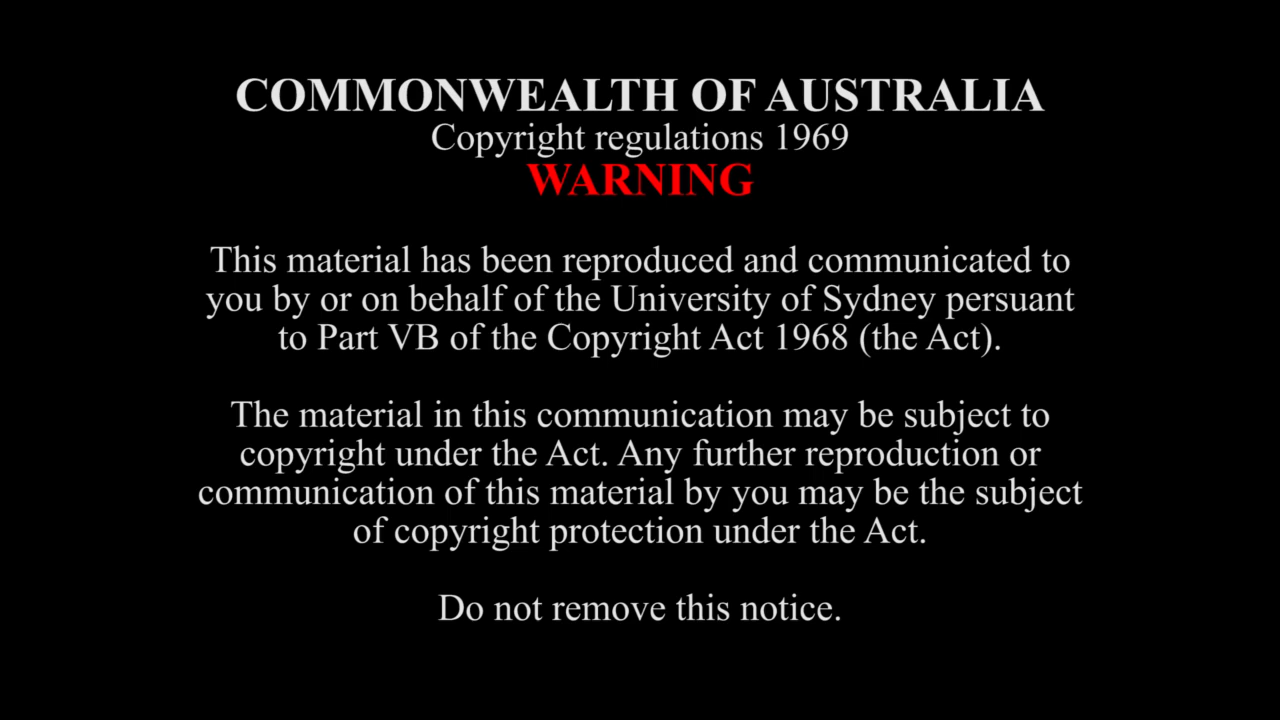 COMMONWEALTH OF AUSTRALIA
Copyright regulations 1969
WARNING
This material has been reproduced and communicated to
you by or on behalf of the University of Sydney persuant
to Part VB of the Copyright Act 1968 (the Act).
The material in this communication may be subject to
copyright under the Act. Any further reproduction or
communication of this material by you may be the subject
of copyright protection under the Act.
Do not remove this notice.